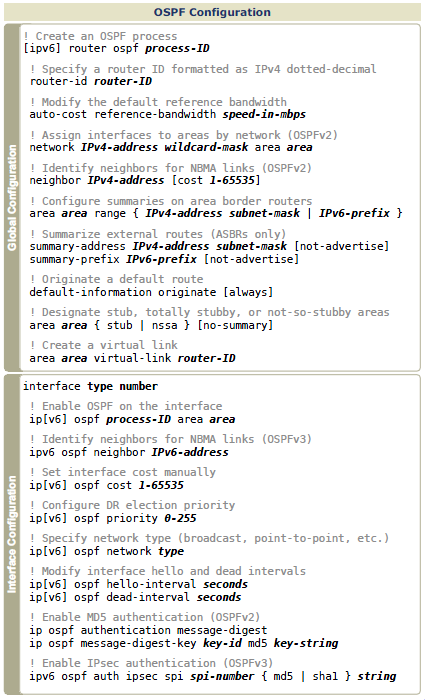 OSPF Configuration
Global Configuration
! Create an OSPF process
[ipv6] router ospf process-ID
! Specify a router ID formatted as IPv4 dotted-decimal
router-id router-ID
! Modify the default reference bandwidth
auto-cost reference-bandwidth speed-in-mbps
! Assign interfaces to areas by network (OSPFv2)
network IPv4-address wildcard-mask area area
! Identify neighbors for NBMA links (OSPFv2)
neighbor IPv4-address [cost 1-65535]
! Configure summaries on area border routers
area area range { IPv4-address subnet-mask | IPv6-prefix }
! Summarize external routes (ASBRs only)
summary-address IPv4-address subnet-mask [not-advertise]
summary-prefix IPv6-prefix [not-advertise]
! Originate a default route
default-information originate [always]
! Designate stub, totally stubby, or not-so-stubby areas
area area { stub | nssa } [no-summary]
! Create a virtual link
area area virtual-link router-ID
Interface Configuration
interface type number
! Enable OSPF on the interface
ip[v6] ospf process-ID area area
! Identify neighbors for NBMA links (OSPFv3)
ipv6 ospf neighbor IPv6-address
! Set interface cost manually
ip[v6] ospf cost 1-65535
! Configure DR election priority
ip[v6] ospf priority 0-255
! Specify network type (broadcast, point-to-point, etc.)
ip[v6] ospf network type
! Modify interface hello and dead intervals
ip[v6] ospf hello-interval seconds
ip[v6] ospf dead-interval seconds
! Enable MD5 authentication (OSPFv2)
ip ospf authentication message-digest
ip ospf message-digest-key key-id md5 key-string
! Enable IPsec authentication (OSPFv3)
ipv6 ospf auth ipsec spi spi-number { md5 | sha1 } string